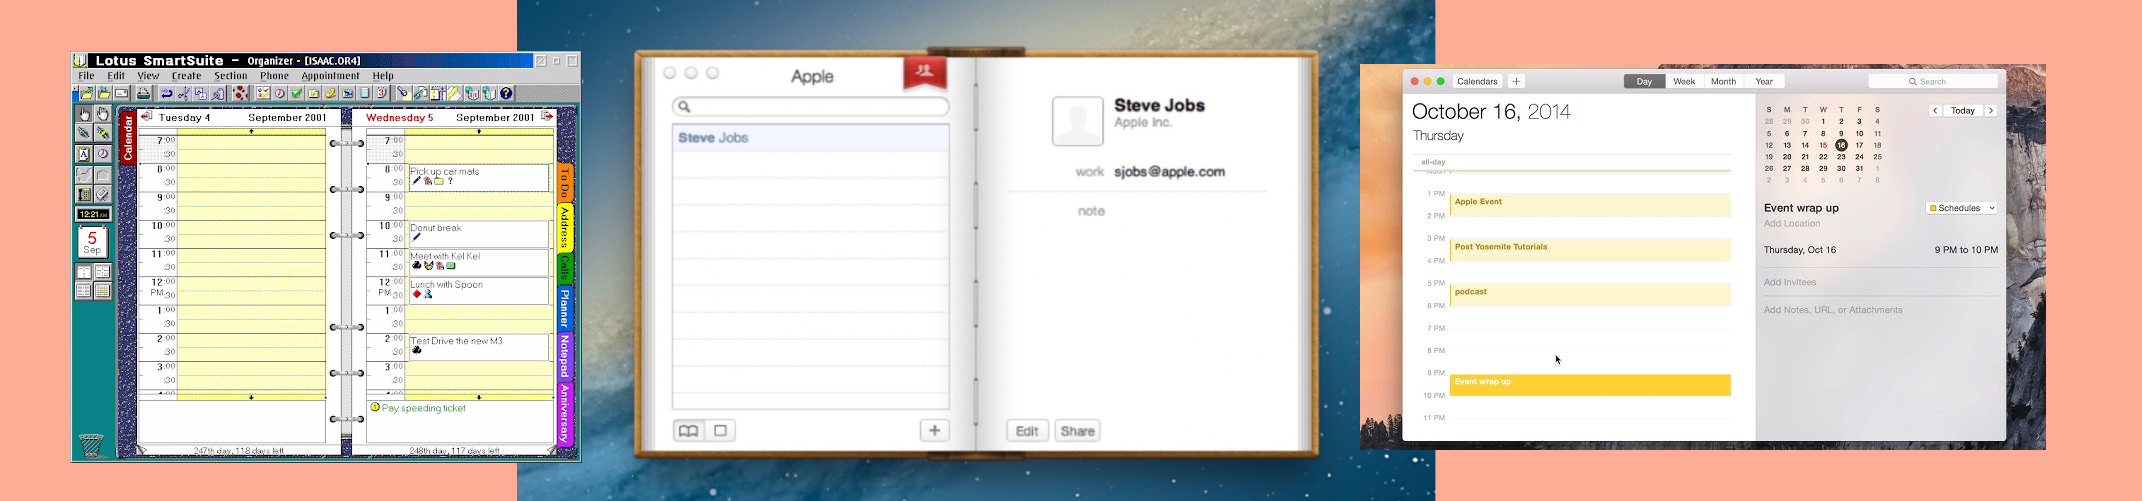 Lotus SmartSuite - Organizer - [ISAAC.OR4]
File Edit View Create Section Phone Appointment Help
Calendar
Tuesday 4 September 2001
7:00
:30
8:00
:30
9:00
:30
10:00
:30
11:00
:30
12:00
PM :30
1:00
:30
2:00
:30
3:00
:30
247th day, 118 days left
Wednesday 5 September 2001
7:00
:30
8:00 Pick up car mats
:30
9:00
:30
10:00 Donut break
:30
11:00 Meet with Kel Kel
:30
12:00 Lunch with Spoon
PM :30
1:00
:30
2:00 Test Drive the new M3
:30
3:00
:30
Pay speeding ticket
248th day, 117 days left
To Do
Address
Calls
Planner
Notepad
Anniversary
12:21 AM
5
Sep
Apple
Steve Jobs
Steve Jobs
Apple Inc.
work sjobs@apple.com
note
Edit Share
Calendars +
Day Week Month Year
Search
October 16, 2014
Thursday
all-day
Noon
1 PM
Apple Event
2 PM
3 PM
Post Yosemite Tutorials
4 PM
5 PM
podcast
6 PM
7 PM
8 PM
9 PM
Event wrap up
10 PM
11 PM
S M T W T F S
28 29 30 1 2 3 4
5 6 7 8 9 10 11
12 13 14 15 16 17 18
19 20 21 22 23 24 25
26 27 28 29 30 31 1
2 3 4 5 6 7 8
< Today >
Event wrap up
Schedules
Add Location
Thursday, Oct 16 9 PM to 10 PM
Add Invitees
Add Notes, URL, or Attachments